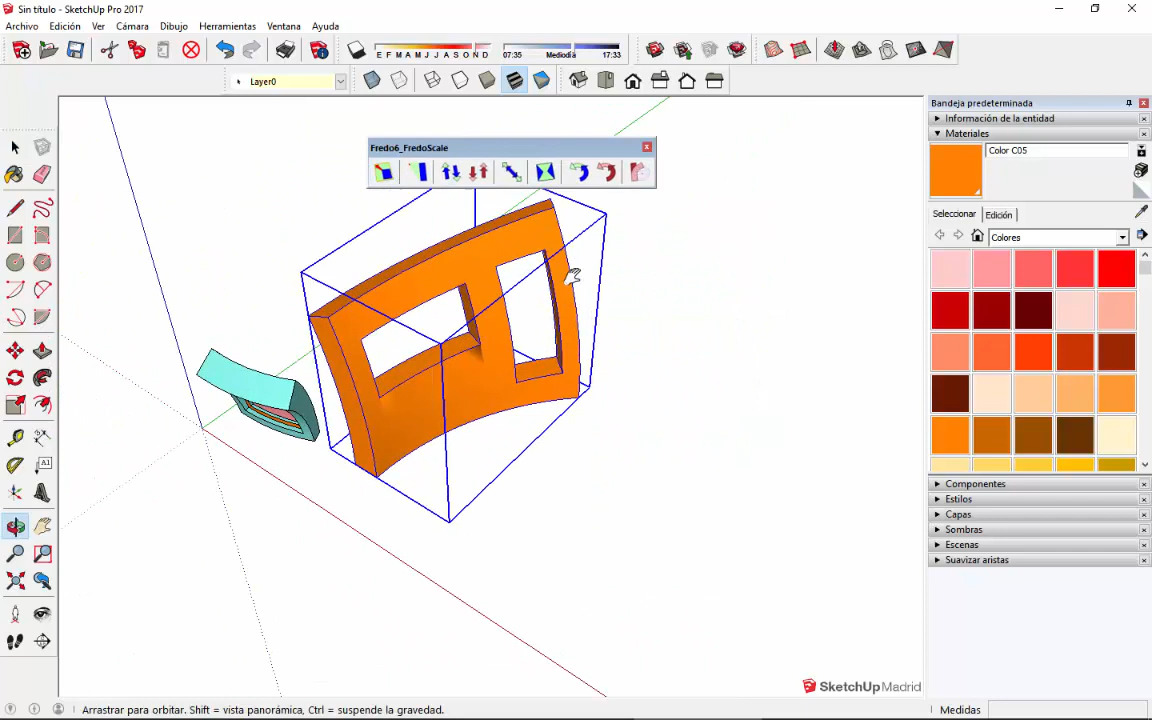 Sin título - SketchUp Pro 2017
Archivo Edición Ver Cámara Dibujo Herramientas Ventana Ayuda
E F M A M J J A S O N D
07:35 Mediodía 17:33
Layer0
Bandeja predeterminada
Información de la entidad
Materiales
Color C05
Fredo6_FredoScale
Seleccionar Edición
Colores
A1
Componentes
Estilos
Capas
Sombras
Escenas
Suavizar aristas
SketchUp Madrid
Arrastrar para orbitar. Shift = vista panorámica, Ctrl = suspende la gravedad.
Medidas